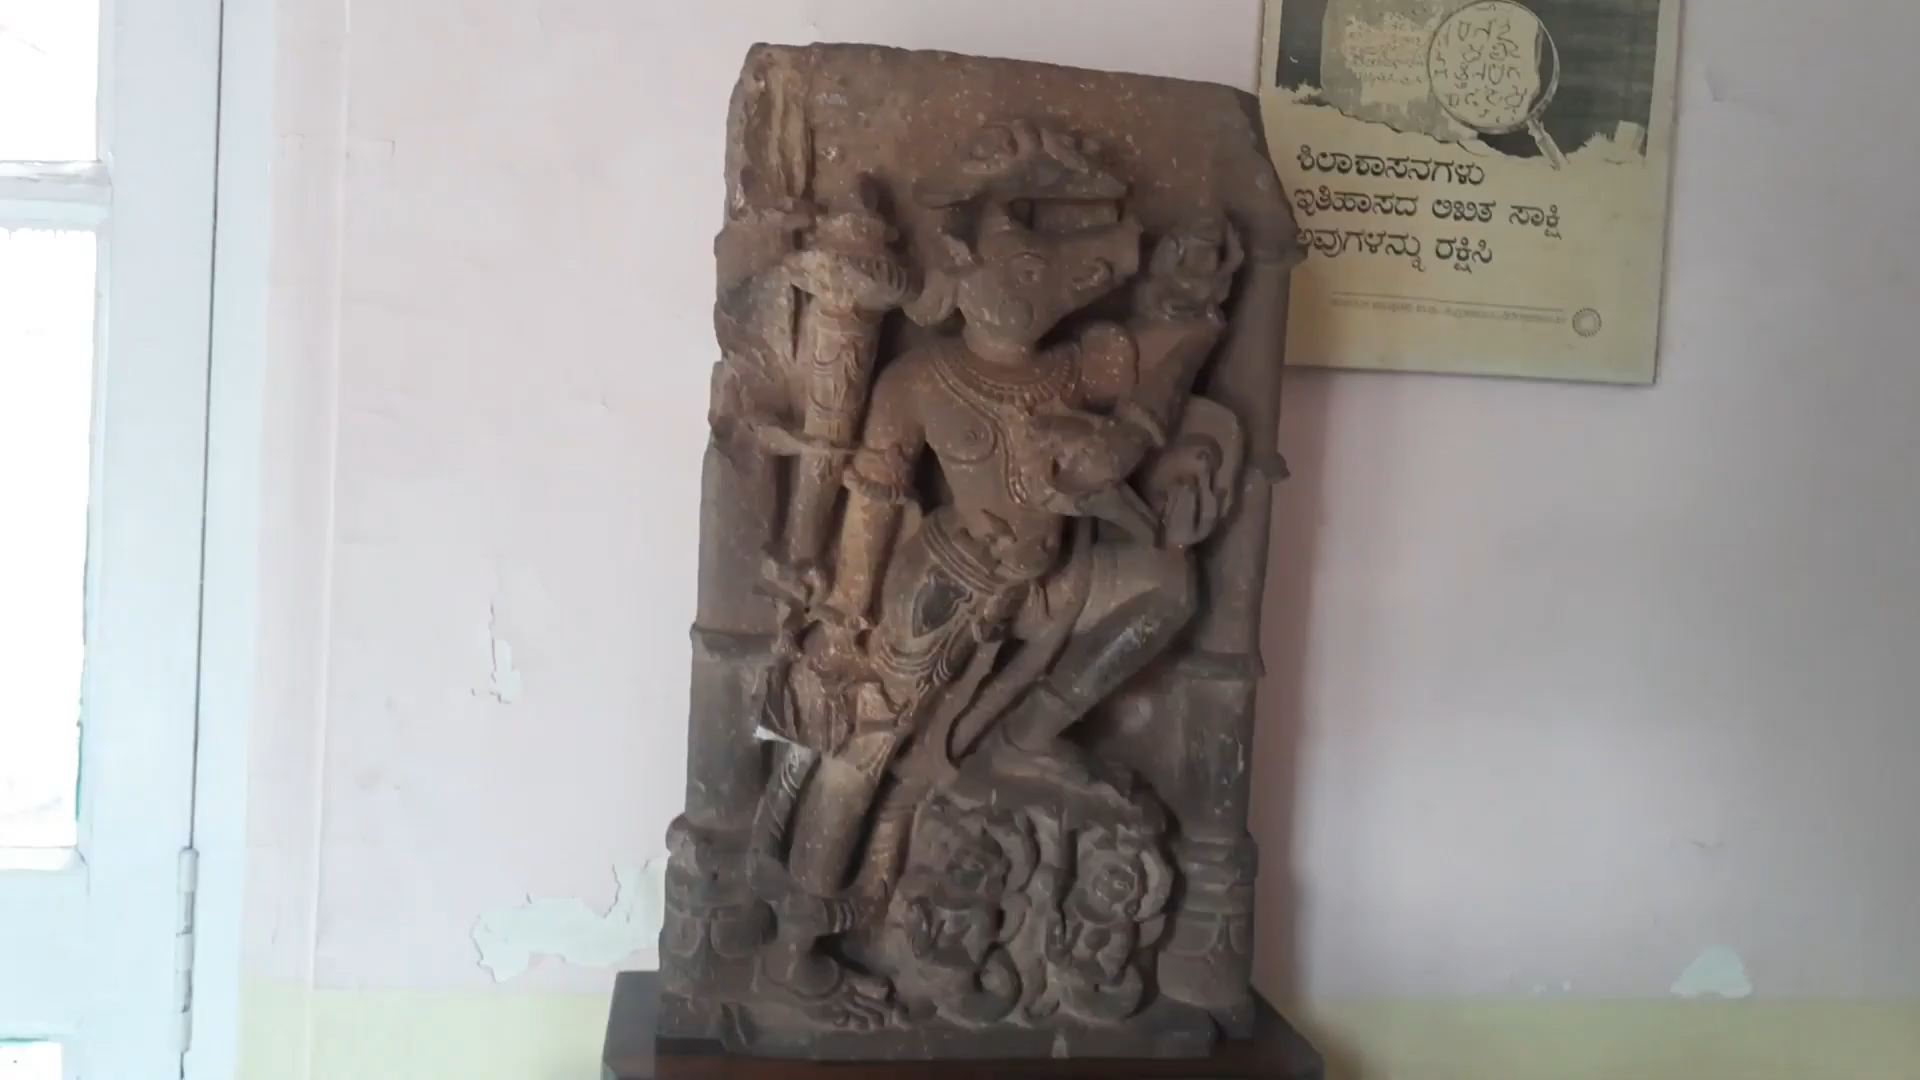 ಶಿಲಾಶಾಸನಗಳು
ಇತಿಹಾಸದ ಲಿಖಿತ ಸಾಕ್ಷಿ
ಅವುಗಳನ್ನು ರಕ್ಷಿಸಿ